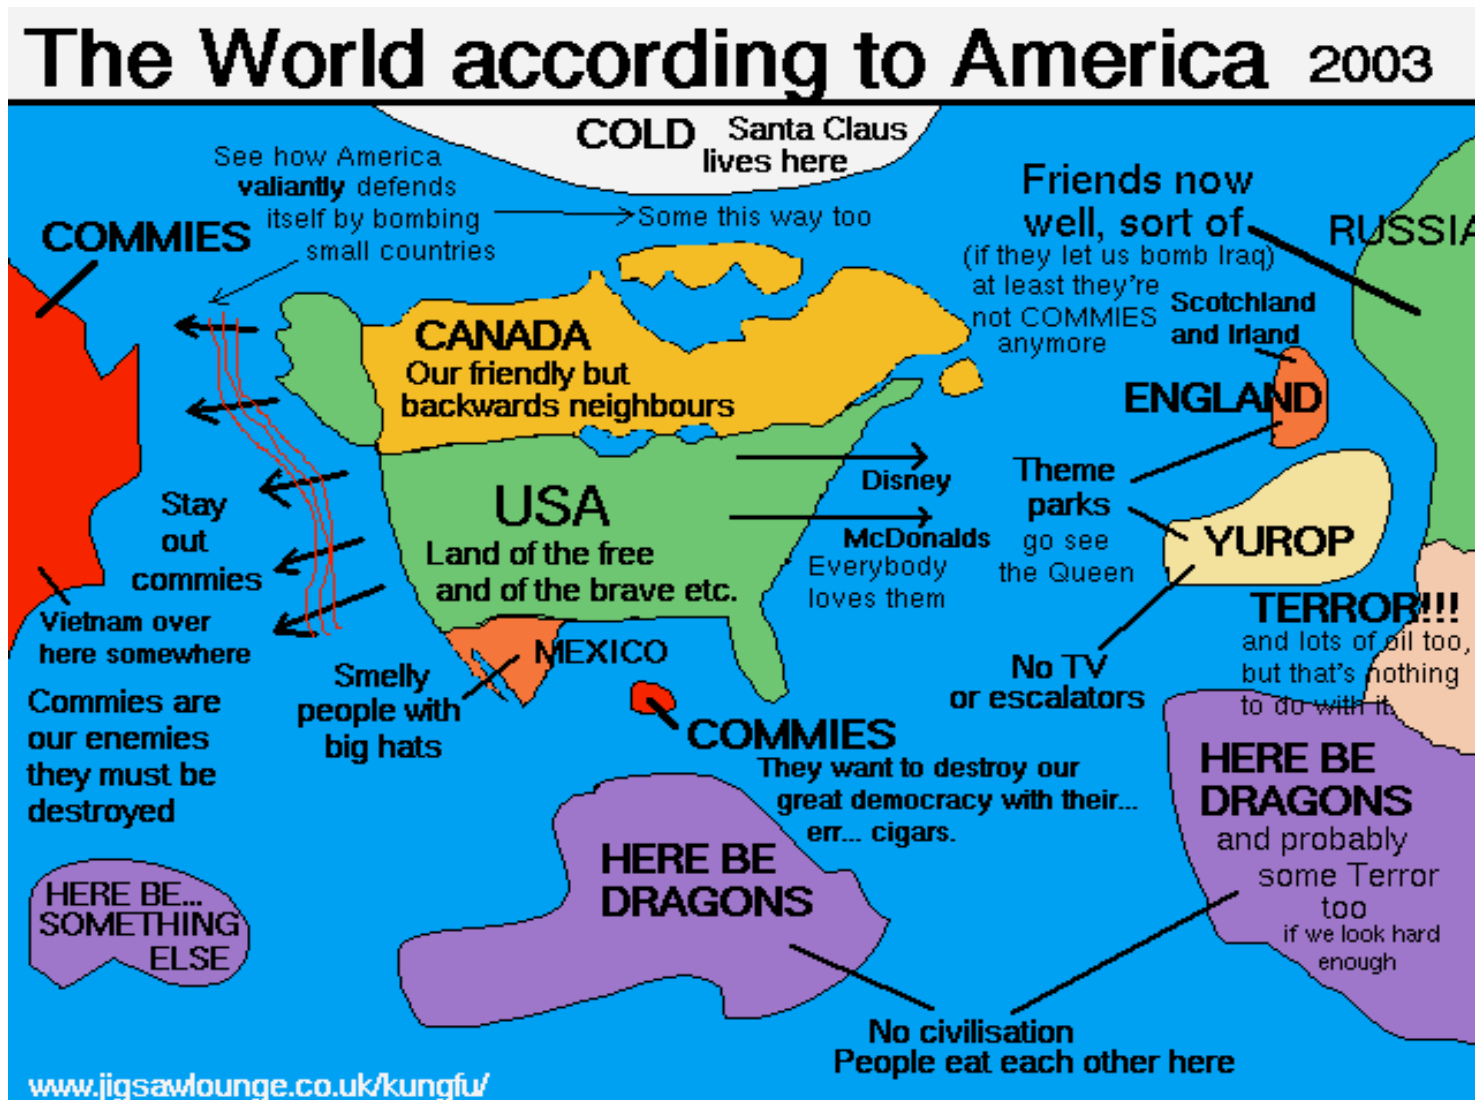 The World according to America 2003
COLD Santa Claus
lives here
See how America
valiantly defends
itself by bombing
small countries
Some this way too
COMMIES
Friends now
well, sort of
(if they let us bomb Iraq)
at least they're
not COMMIES
anymore
RUSSIA
Scotchland
and Irland
CANADA
Our friendly but
backwards neighbours
ENGLAND
USA
Land of the free
and of the brave etc.
Disney
McDonalds
Everybody
loves them
Theme
parks
go see
the Queen
YUROP
Stay
out
commies
Vietnam over
here somewhere
Commies are
our enemies
they must be
destroyed
MEXICO
Smelly
people with
big hats
No TV
or escalators
TERROR!!!
and lots of oil too,
but that's nothing
to do with it.
COMMIES
They want to destroy our
great democracy with their...
err... cigars.
HERE BE
DRAGONS
and probably
some Terror
too
if we look hard
enough
HERE BE
DRAGONS
HERE BE...
SOMETHING
ELSE
No civilisation
People eat each other here
www.jigsawlounge.co.uk/kungfu/